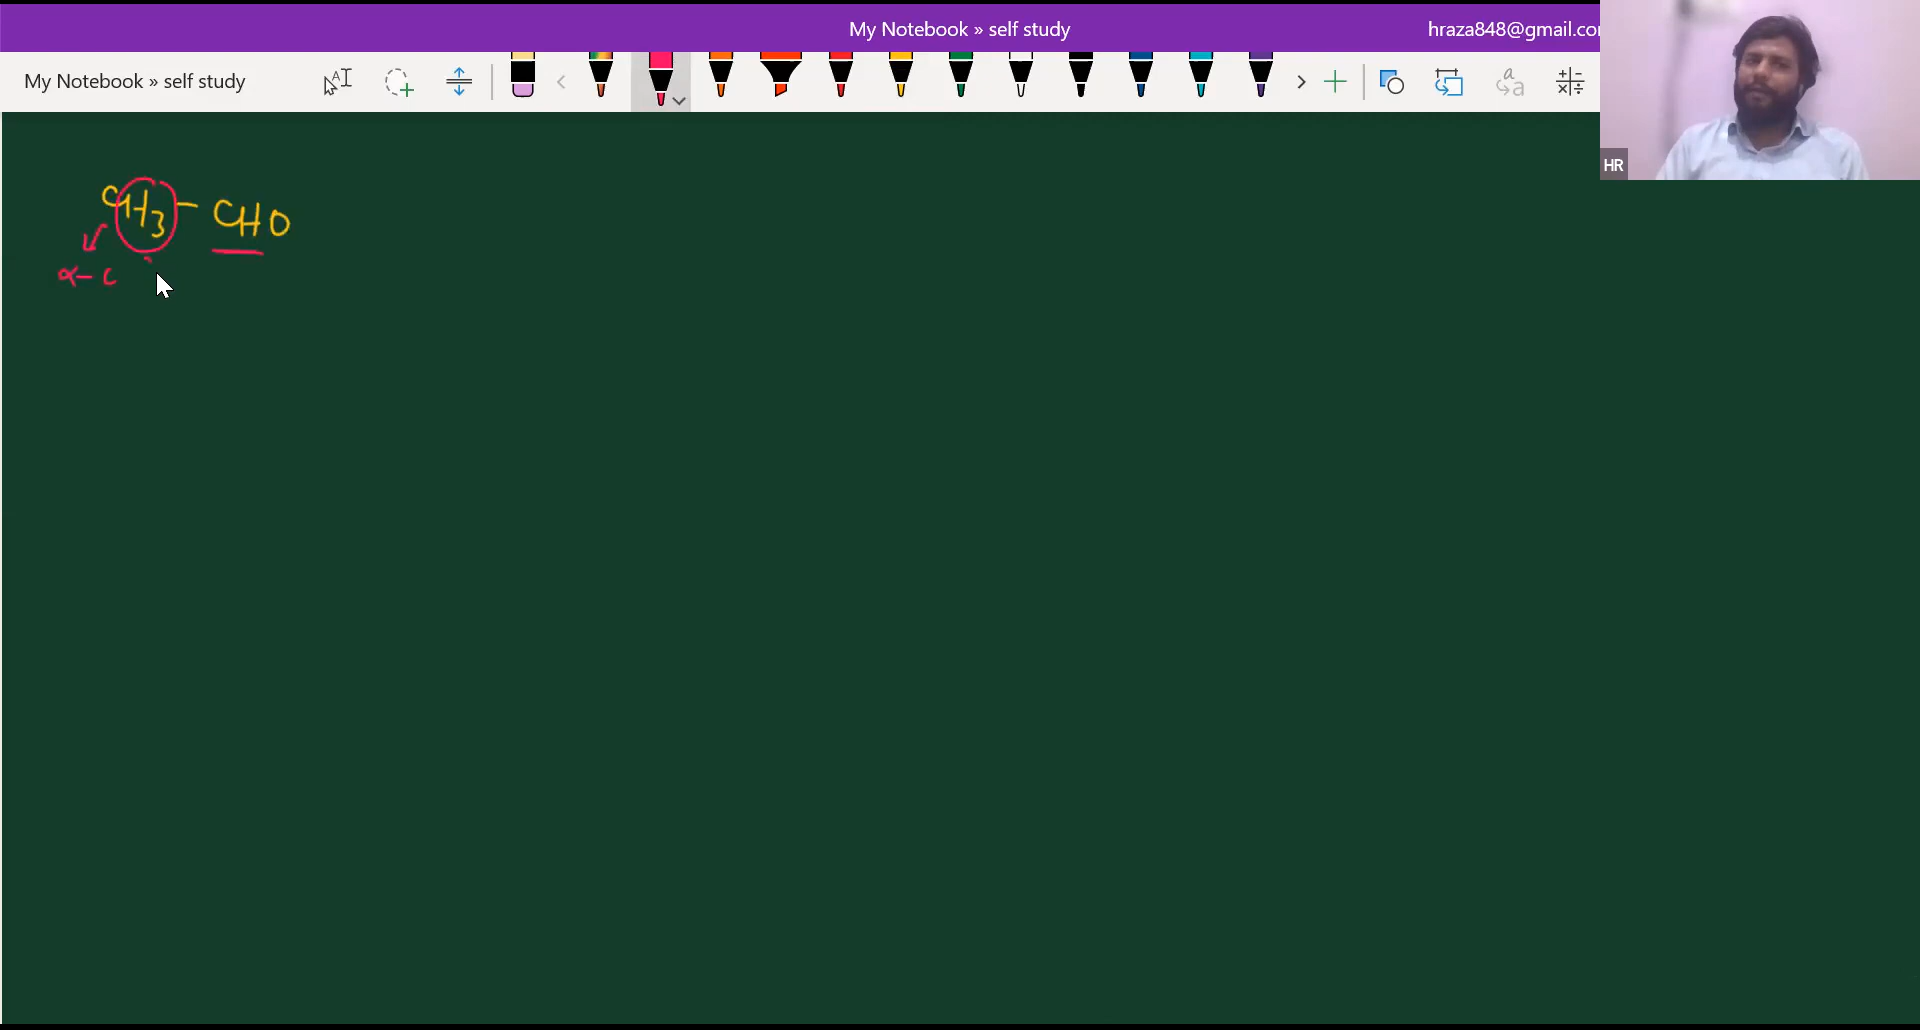 My Notebook » self study
hraza848@gmail.co
My Notebook » self study
HR
CH3 - CHO
α - C